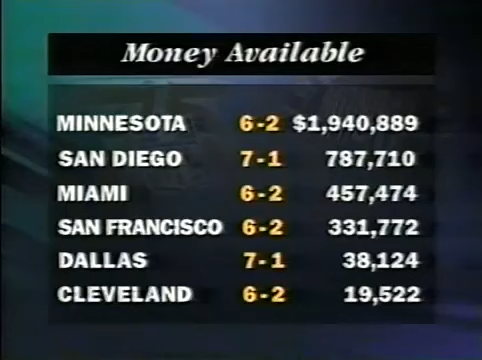 Money Available
MINNESOTA 6-2 $1,940,889
SAN DIEGO 7-1 787,710
MIAMI 6-2 457,474
SAN FRANCISCO 6-2 331,772
DALLAS 7-1 38,124
CLEVELAND 6-2 19,522